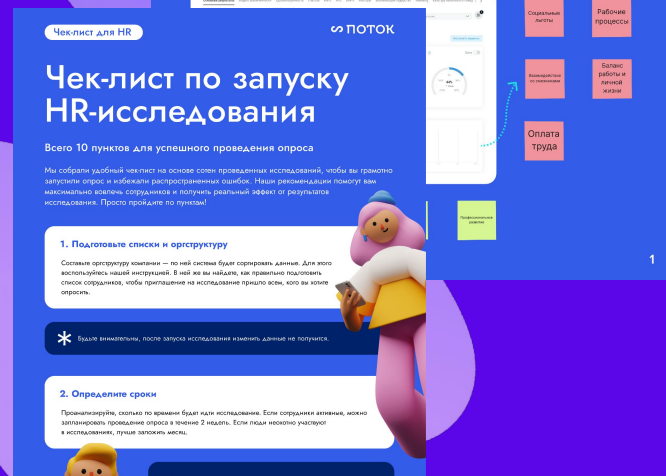 Чек-лист для HR
ПОТОК
Чек-лист по запуску
HR-исследования
Всего 10 пунктов для успешного проведения опроса
Мы собрали удобный чек-лист на основе сотен проведенных исследований, чтобы вы грамотно
запустили опрос и избежали распространенных ошибок. Наши рекомендации помогут вам
максимально вовлечь сотрудников и получить реальный эффект от результатов
исследования. Просто пройдите по пунктам!
1. Подготовьте списки и оргструктуру
Составьте оргструктуру компании — по ней система будет сортировать данные. Для этого
воспользуйтесь нашей инструкцией. В ней же вы найдете, как правильно подготовить
список сотрудников, чтобы приглашение на исследование пришло всем, кого вы хотите
опросить.
Будьте внимательны, после запуска исследования изменить данные не получится.
2. Определите сроки
Проанализируйте, сколько по времени будет идти исследование. Если сотрудники активные, можно
запланировать проведение опроса в течение 2 недель. Если люди неохотно участвуют
в исследованиях, лучше заложить месяц.
Социальные
льготы
Рабочие
процессы
Взаимодействие
Баланс
работы и
личной
жизни
Оплата
труда
Профессиональное
развитие
1